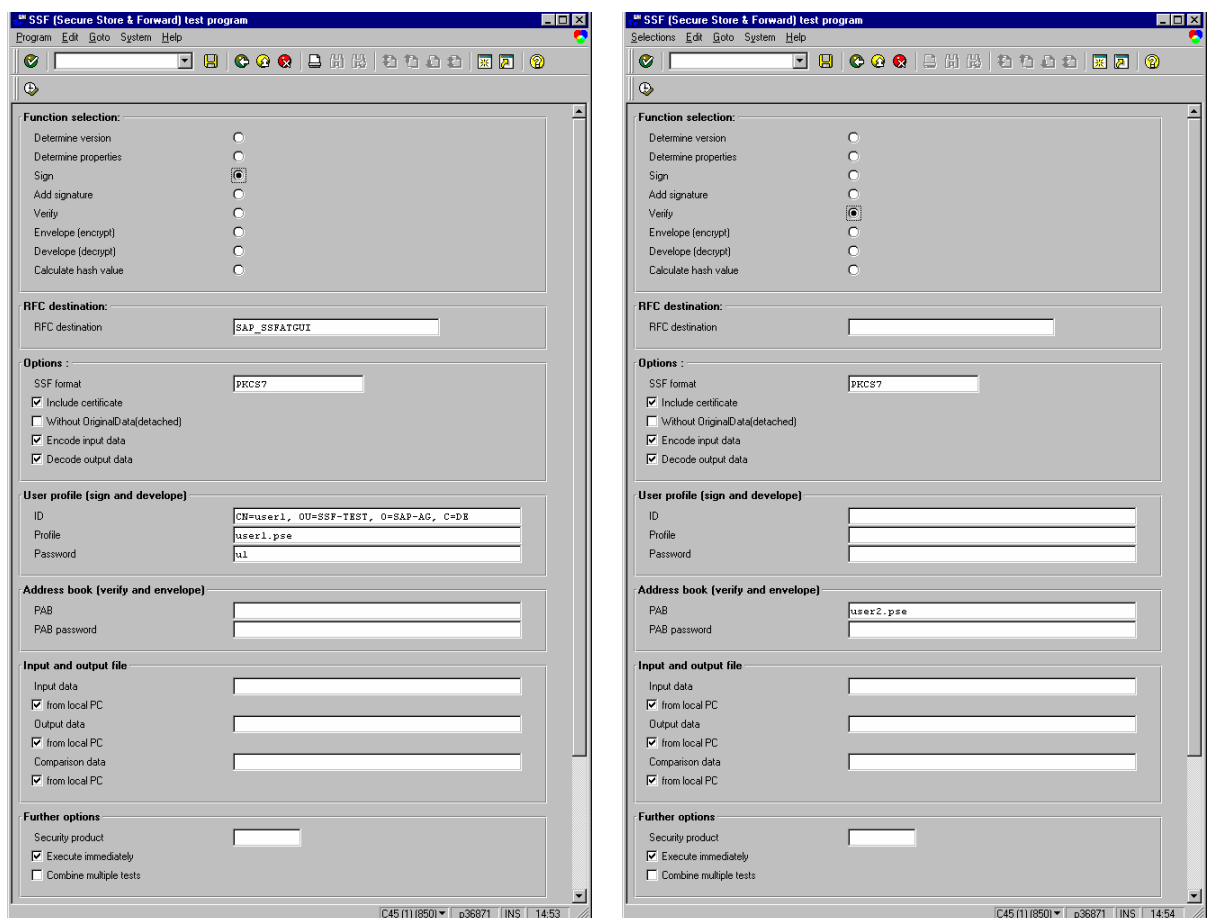 SSF (Secure Store & Forward) test program
Program Edit Goto System Help
Function selection:
Determine version
Determine properties
Sign
Add signature
Verify
Envelope (encrypt)
Develope (decrypt)
Calculate hash value
RFC destination:
RFC destination SAP_SSFATGUI
Options :
SSF format PKCS7
Include certificate
Without OriginalData(detached)
Encode input data
Decode output data
User profile (sign and develope)
ID CN=user1, OU=SSF-TEST, O=SAP-AG, C=DE
Profile user1.pse
Password u1
Address book (verify and envelope)
PAB
PAB password
Input and output file
Input data
from local PC
Output data
from local PC
Comparison data
from local PC
Further options
Security product
Execute immediately
Combine multiple tests
C45 (1) (850) p36871 INS 14:53
SSF (Secure Store & Forward) test program
Selections Edit Goto System Help
Function selection:
Determine version
Determine properties
Sign
Add signature
Verify
Envelope (encrypt)
Develope (decrypt)
Calculate hash value
RFC destination:
RFC destination
Options :
SSF format PKCS7
Include certificate
Without OriginalData(detached)
Encode input data
Decode output data
User profile (sign and develope)
ID
Profile
Password
Address book (verify and envelope)
PAB user2.pse
PAB password
Input and output file
Input data
from local PC
Output data
from local PC
Comparison data
from local PC
Further options
Security product
Execute immediately
Combine multiple tests
C45 (1) (850) p36871 INS 14:54